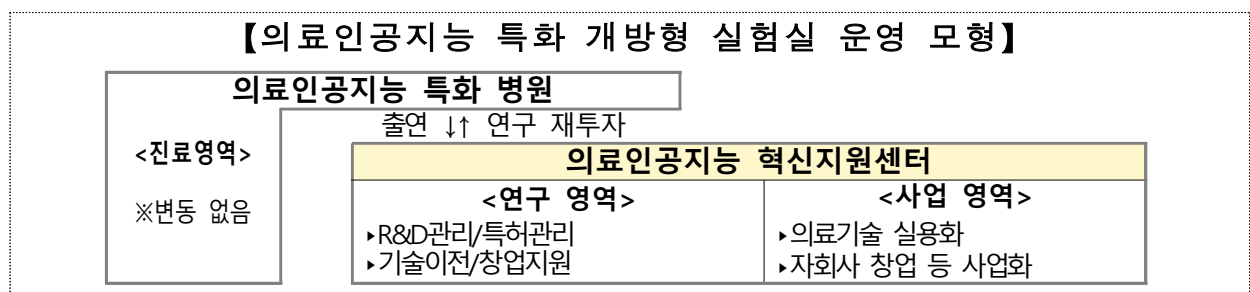 【의료인공지능 특화 개방형 실험실 운영 모형】
의료인공지능 특화 병원
출연 ↓↑ 연구 재투자
<진료영역>
※변동 없음
의료인공지능 혁신지원센터
<연구 영역>
▸R&D관리/특허관리
▸기술이전/창업지원
<사업 영역>
▸의료기술 실용화
▸자회사 창업 등 사업화